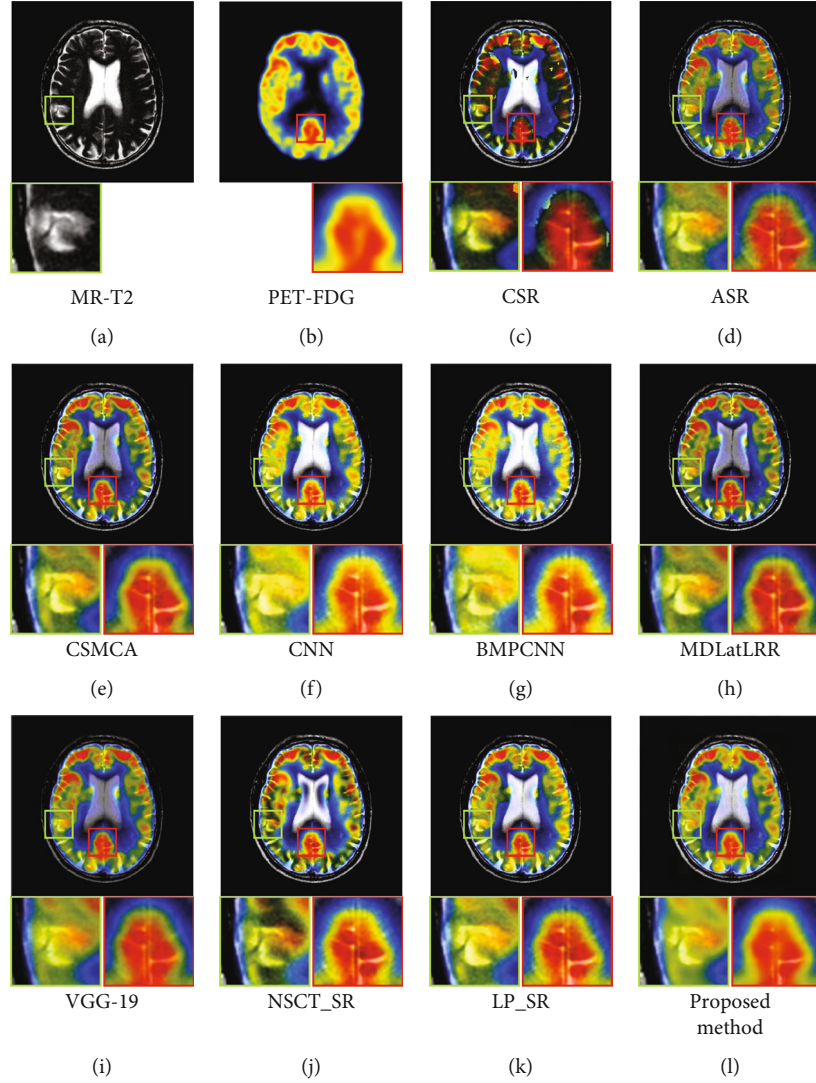 MR-T2
PET-FDG
CSR
ASR
(a)
(b)
(c)
(d)
CSMCA
CNN
BMPCNN
MDLatLRR
(e)
(f)
(g)
(h)
VGG-19
NSCT_SR
LP_SR
Proposed
method
(i)
(j)
(k)
(l)